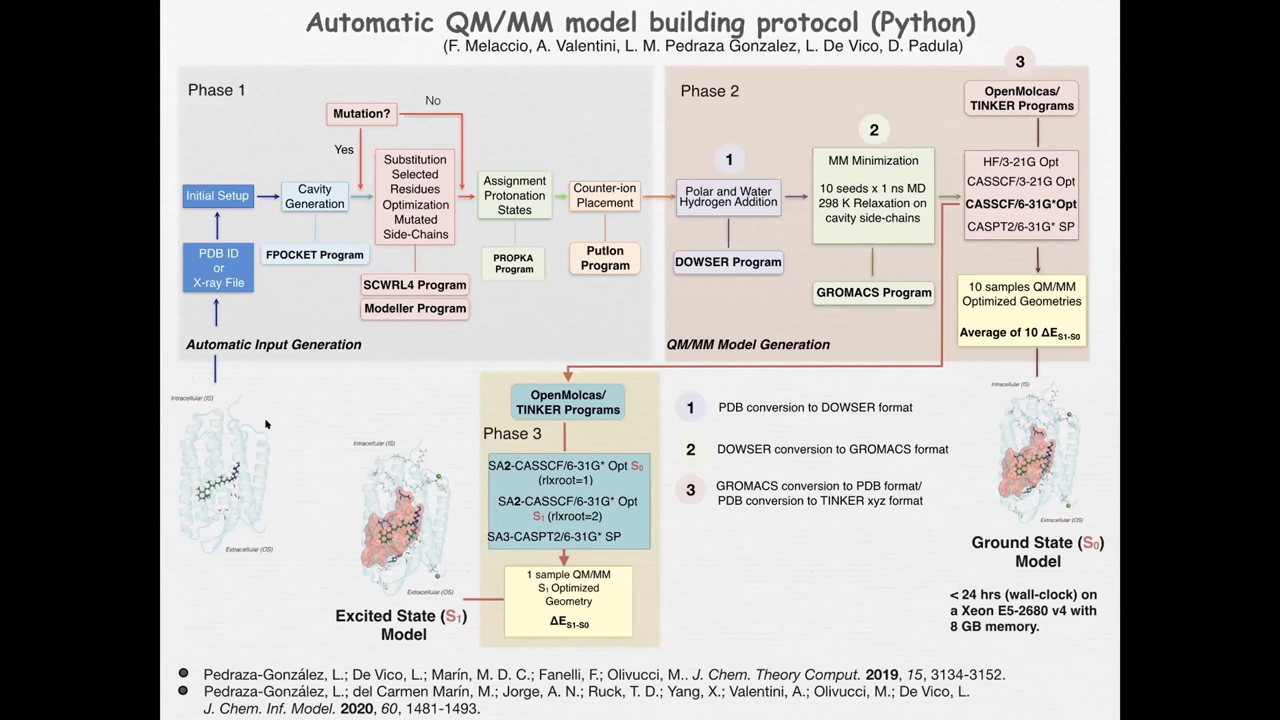 Automatic QM/MM model building protocol (Python)
(F. Melaccio, A. Valentini, L. M. Pedraza Gonzalez, L. De Vico, D. Padula)
Phase 1
Mutation?
No
Yes
Initial Setup
PDB ID
or
X-ray File
Cavity
Generation
FPOCKET Program
Substitution
Selected
Residues
Optimization
Mutated
Side-Chains
SCWRL4 Program
Modeller Program
Assignment
Protonation
States
PROPKA
Program
Counter-ion
Placement
PutIon
Program
Automatic Input Generation
Phase 2
1
Polar and Water
Hydrogen Addition
DOWSER Program
2
MM Minimization
10 seeds x 1 ns MD
298 K Relaxation on
cavity side-chains
GROMACS Program
3
OpenMolcas/
TINKER Programs
HF/3-21G Opt
CASSCF/3-21G Opt
CASSCF/6-31G*Opt
CASPT2/6-31G* SP
10 samples QM/MM
Optimized Geometries
Average of 10 ΔES1-S0
QM/MM Model Generation
Intracellular (IS)
Extracellular (OS)
Intracellular (IS)
Extracellular (OS)
Excited State (S1)
Model
OpenMolcas/
TINKER Programs
Phase 3
SA2-CASSCF/6-31G* Opt S0
(rlxroot=1)
SA2-CASSCF/6-31G* Opt
S1 (rlxroot=2)
SA3-CASPT2/6-31G* SP
1 sample QM/MM
S1 Optimized
Geometry
ΔES1-S0
1 PDB conversion to DOWSER format
2 DOWSER conversion to GROMACS format
3 GROMACS conversion to PDB format/
PDB conversion to TINKER xyz format
Intracellular (IS)
Extracellular (OS)
Ground State (S0)
Model
< 24 hrs (wall-clock) on
a Xeon E5-2680 v4 with
8 GB memory.
Pedraza-González, L.; De Vico, L.; Marín, M. D. C.; Fanelli, F.; Olivucci, M.. J. Chem. Theory Comput. 2019, 15, 3134-3152.
Pedraza-González, L.; del Carmen Marín, M.; Jorge, A. N.; Ruck, T. D.; Yang, X.; Valentini, A.; Olivucci, M.; De Vico, L.
J. Chem. Inf. Model. 2020, 60, 1481-1493.